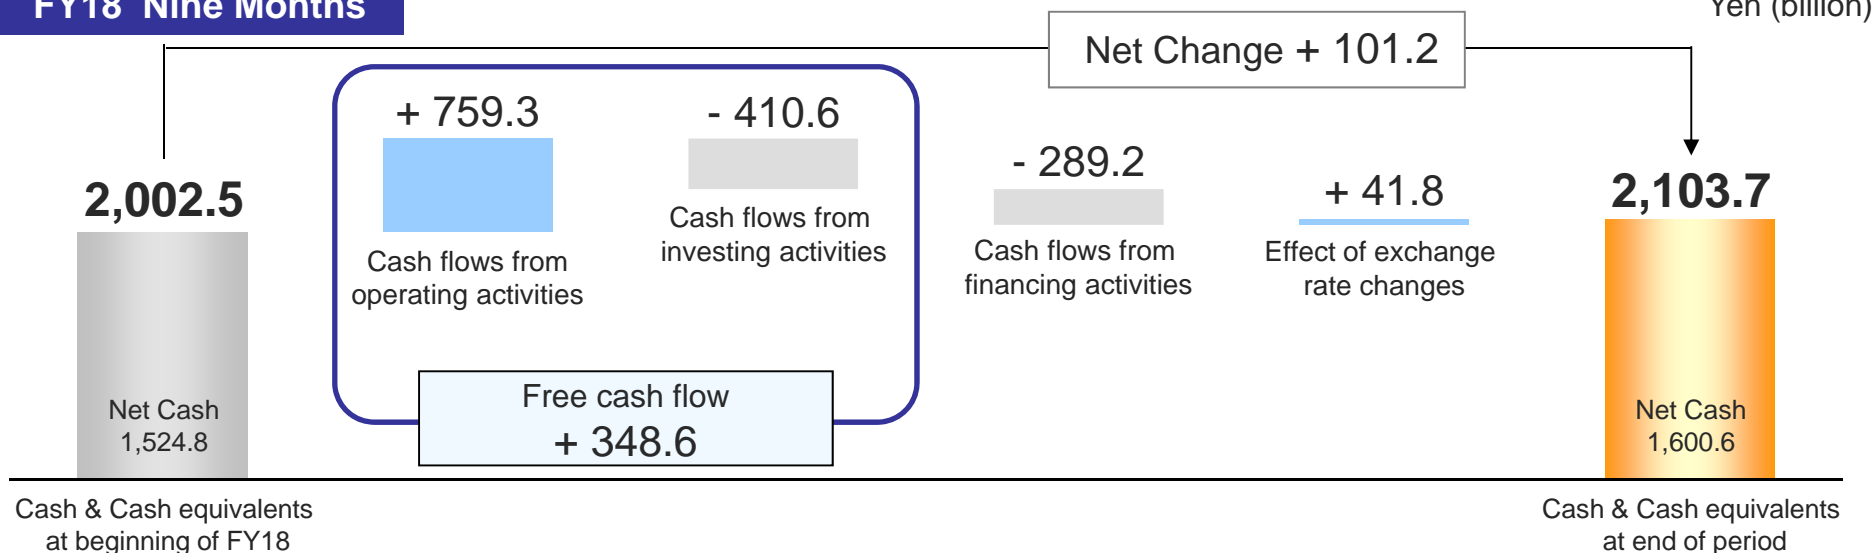 FY18 Nine Months
Yen (billion)
Net Change + 101.2
+ 759.3
- 410.6
- 289.2
+ 41.8
2,002.5
2,103.7
Cash flows from
operating activities
Cash flows from
investing activities
Cash flows from
financing activities
Effect of exchange
rate changes
Free cash flow
+ 348.6
Net Cash
1,524.8
Net Cash
1,600.6
Cash & Cash equivalents
at beginning of FY18
Cash & Cash equivalents
at end of period